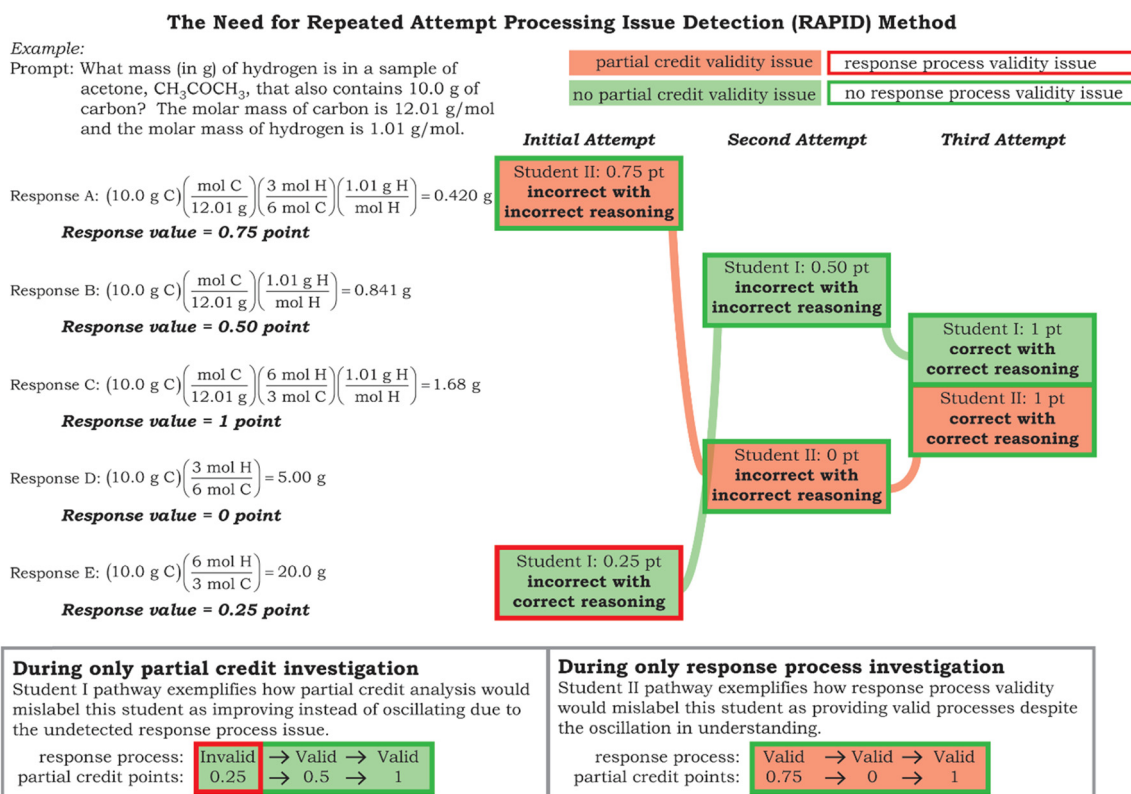 The Need for Repeated Attempt Processing Issue Detection (RAPID) Method
Example:
Prompt: What mass (in g) of hydrogen is in a sample of
acetone, CH₃COCH₃, that also contains 10.0 g of
carbon? The molar mass of carbon is 12.01 g/mol
and the molar mass of hydrogen is 1.01 g/mol.
partial credit validity issue
response process validity issue
no partial credit validity issue
no response process validity issue
Initial Attempt
Second Attempt
Third Attempt
Response A: (10.0 g C)(mol C/12.01 g)(3 mol H/6 mol C)(1.01 g H/mol H) = 0.420 g
Response value = 0.75 point
Student II: 0.75 pt
incorrect with
incorrect reasoning
Response B: (10.0 g C)(mol C/12.01 g)(1.01 g H/mol H) = 0.841 g
Response value = 0.50 point
Student I: 0.50 pt
incorrect with
incorrect reasoning
Response C: (10.0 g C)(mol C/12.01 g)(6 mol H/3 mol C)(1.01 g H/mol H) = 1.68 g
Response value = 1 point
Student I: 1 pt
correct with
correct reasoning
Student II: 1 pt
correct with
correct reasoning
Response D: (10.0 g C)(3 mol H/6 mol C) = 5.00 g
Response value = 0 point
Student II: 0 pt
incorrect with
incorrect reasoning
Response E: (10.0 g C)(6 mol H/3 mol C) = 20.0 g
Response value = 0.25 point
Student I: 0.25 pt
incorrect with
correct reasoning
During only partial credit investigation
Student I pathway exemplifies how partial credit analysis would
mislabel this student as improving instead of oscillating due to
the undetected response process issue.
response process: Invalid → Valid → Valid
partial credit points: 0.25 → 0.5 → 1
During only response process investigation
Student II pathway exemplifies how response process validity
would mislabel this student as providing valid processes despite
the oscillation in understanding.
response process: Valid → Valid → Valid
partial credit points: 0.75 → 0 → 1